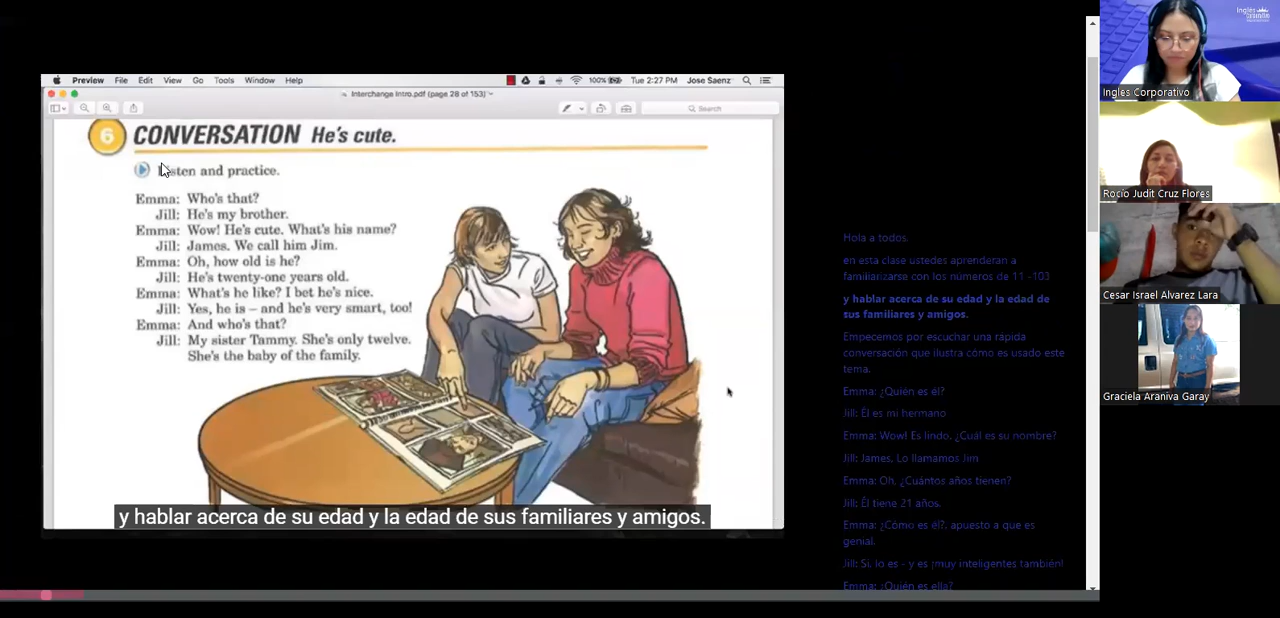 Preview File Edit View Go Tools Window Help 100% Tue 2:27 PM Jose Saenz
Interchange Intro.pdf (page 28 of 153)
Search
6 CONVERSATION He's cute.
Listen and practice.
Emma: Who's that?
Jill: He's my brother.
Emma: Wow! He's cute. What's his name?
Jill: James. We call him Jim.
Emma: Oh, how old is he?
Jill: He's twenty-one years old.
Emma: What's he like? I bet he's nice.
Jill: Yes, he is – and he's very smart, too!
Emma: And who's that?
Jill: My sister Tammy. She's only twelve.
She's the baby of the family.
y hablar acerca de su edad y la edad de sus familiares y amigos.
Hola a todos.
en esta clase ustedes aprenderan a
familiarizarse con los números de 11 -103
y hablar acerca de su edad y la edad de
sus familiares y amigos.
Empecemos por escuchar una rápida
conversación que ilustra cómo es usado este
tema.
Emma: ¿Quién es él?
Jill: Él es mi hermano
Emma: Wow! Es lindo, ¿Cuál es su nombre?
Jill: James, Lo llamamos Jim
Emma: Oh, ¿Cuántos años tienen?
Jill: Él tiene 21 años.
Emma: ¿Cómo es él?, apuesto a que es
genial.
Jill: Si, lo es - y es ¡muy inteligentes también!
Emma: ¿Quién es ella?
Ingles Corporativo
Rocío Judit Cruz Flores
Cesar Israel Alvarez Lara
Graciela Araniva Garay